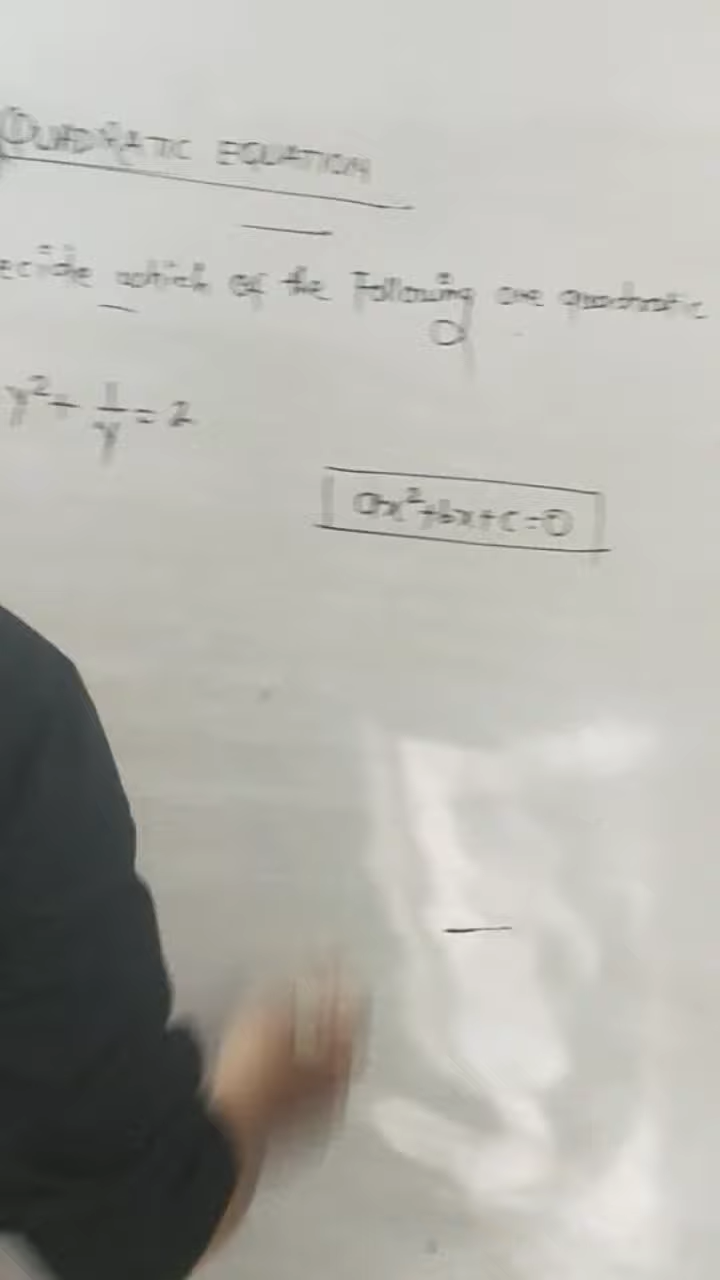 QUADRATIC EQUATION
ecide which of the Following are quadratic
y² + 1/y = 2
ax²+bx+c=0